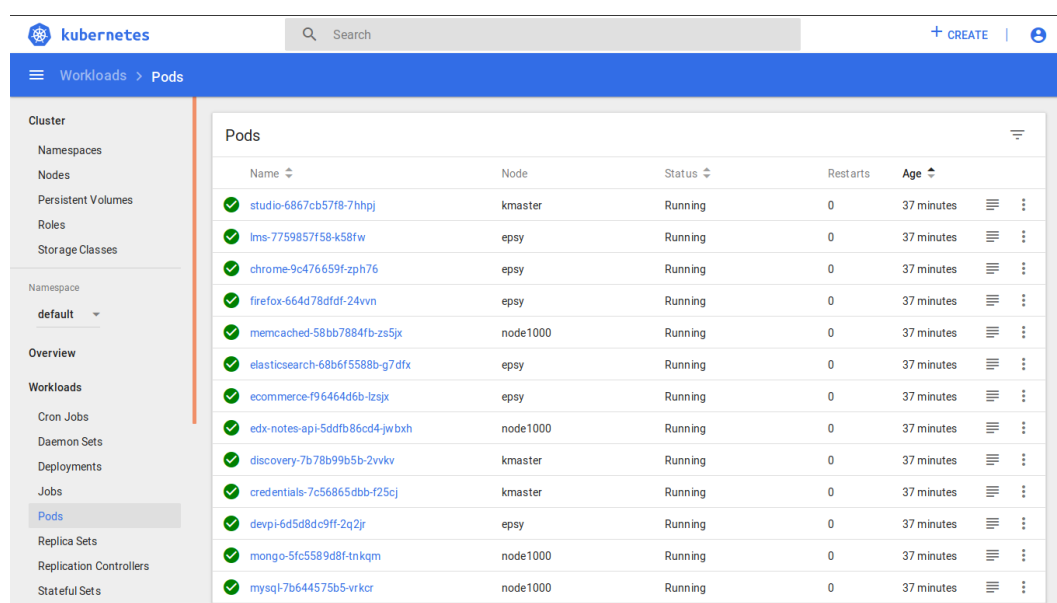 kubernetes
Search
+ CREATE
Workloads > Pods
Cluster
Namespaces
Nodes
Persistent Volumes
Roles
Storage Classes
Namespace
default
Overview
Workloads
Cron Jobs
Daemon Sets
Deployments
Jobs
Pods
Replica Sets
Replication Controllers
Stateful Sets
Pods
Name Node Status Restarts Age
studio-6867cb57f8-7hhpj kmaster Running 0 37 minutes
lms-7759857f58-k58fw epsy Running 0 37 minutes
chrome-9c476659f-zph76 epsy Running 0 37 minutes
firefox-664d78dfdf-24vvn epsy Running 0 37 minutes
memcached-58bb7884fb-zs5jx node1000 Running 0 37 minutes
elasticsearch-68b6f5588b-g7dfx epsy Running 0 37 minutes
ecommerce-f96464d6b-lzsjx epsy Running 0 37 minutes
edx-notes-api-5ddfb86cd4-jwbxh node1000 Running 0 37 minutes
discovery-7b78b99b5b-2vvkv kmaster Running 0 37 minutes
credentials-7c56865dbb-f25cj kmaster Running 0 37 minutes
devpi-6d5d8dc9ff-2q2jr epsy Running 0 37 minutes
mongo-5fc5589d8f-tnkqm node1000 Running 0 37 minutes
mysql-7b644575b5-vrkcr node1000 Running 0 37 minutes